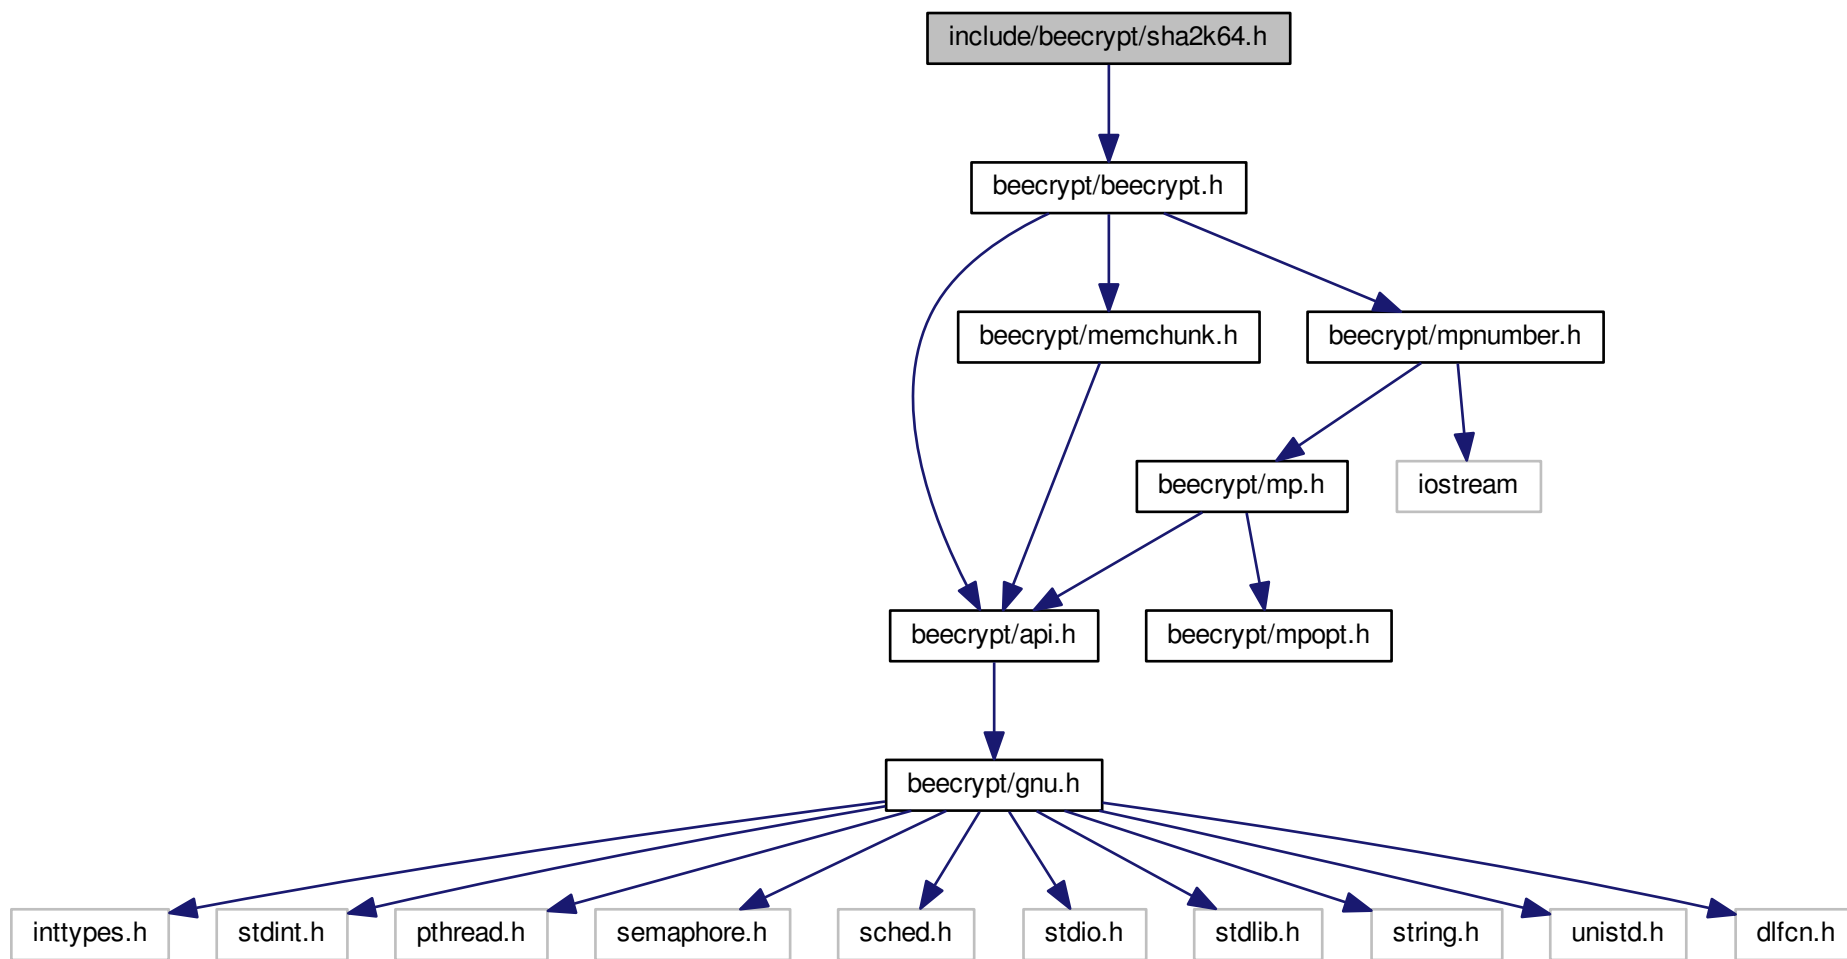 include/beecrypt/sha2k64.h
beecrypt/beecrypt.h
beecrypt/memchunk.h
beecrypt/mpnumber.h
beecrypt/mp.h
iostream
beecrypt/api.h
beecrypt/mpopt.h
beecrypt/gnu.h
inttypes.h
stdint.h
pthread.h
semaphore.h
sched.h
stdio.h
stdlib.h
string.h
unistd.h
dlfcn.h